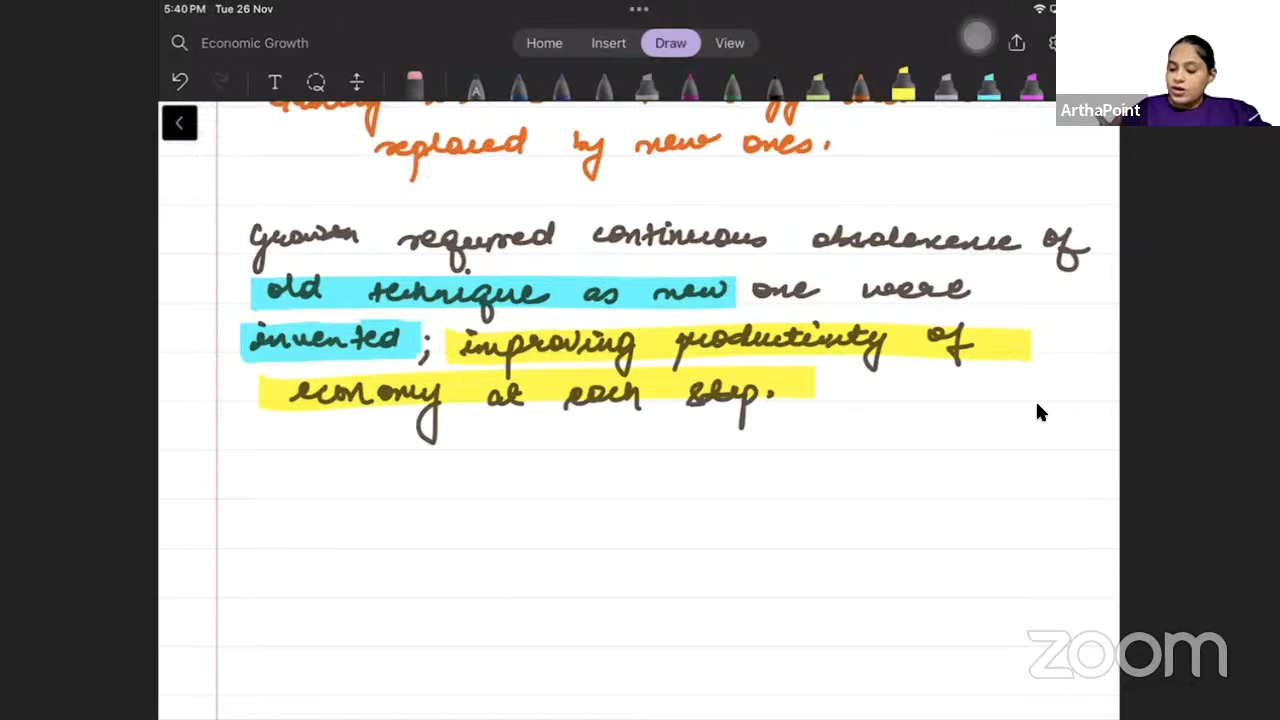 5:40 PM Tue 26 Nov
Economic Growth
Home Insert Draw View
T
A
ArthaPoint
replaced by new ones.
Growth required continuous obsolexence of
old technique as new one were
invented; improving productivity of
economy at each step.
zoom